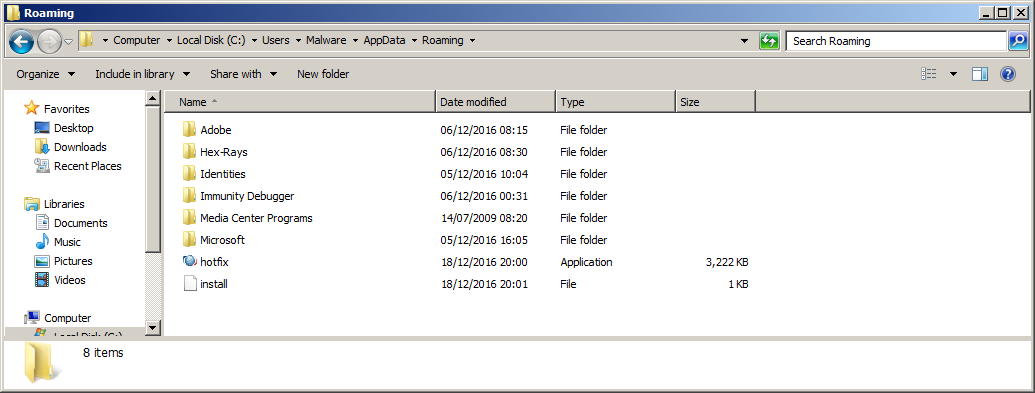 Roaming
Computer Local Disk (C:) Users Malware AppData Roaming
Search Roaming
Organize Include in library Share with New folder
Name Date modified Type Size
Favorites
Desktop
Downloads
Recent Places
Libraries
Documents
Music
Pictures
Videos
Computer
Local Disk (C:)
Adobe 06/12/2016 08:15 File folder
Hex-Rays 06/12/2016 08:30 File folder
Identities 05/12/2016 10:04 File folder
Immunity Debugger 06/12/2016 00:31 File folder
Media Center Programs 14/07/2009 08:20 File folder
Microsoft 05/12/2016 16:05 File folder
hotfix 18/12/2016 20:00 Application 3,222 KB
install 18/12/2016 20:01 File 1 KB
8 items